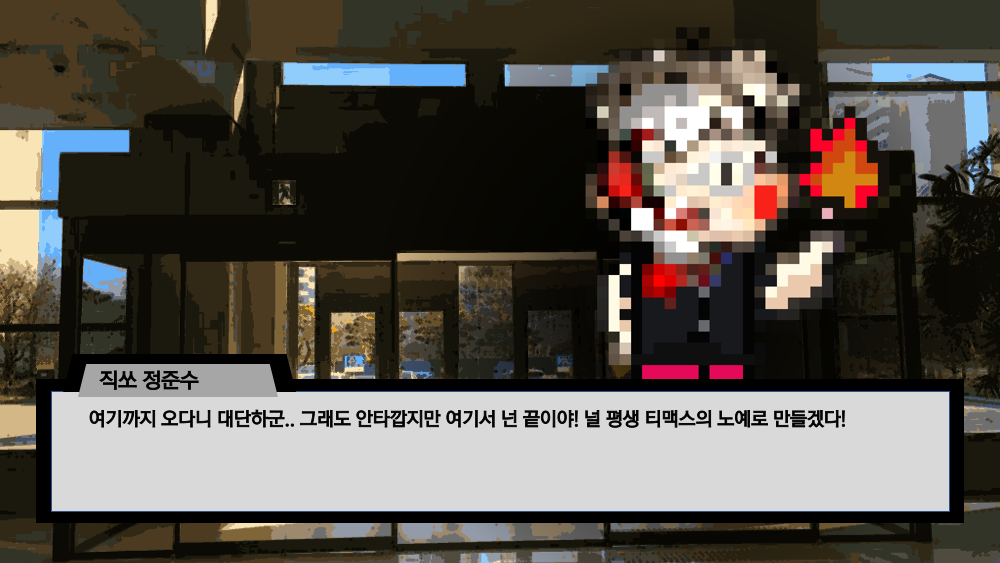 직쏘 정준수
여기까지 오다니 대단하군.. 그래도 안타깝지만 여기서 넌 끝이야! 널 평생 티맥스의 노예로 만들겠다!